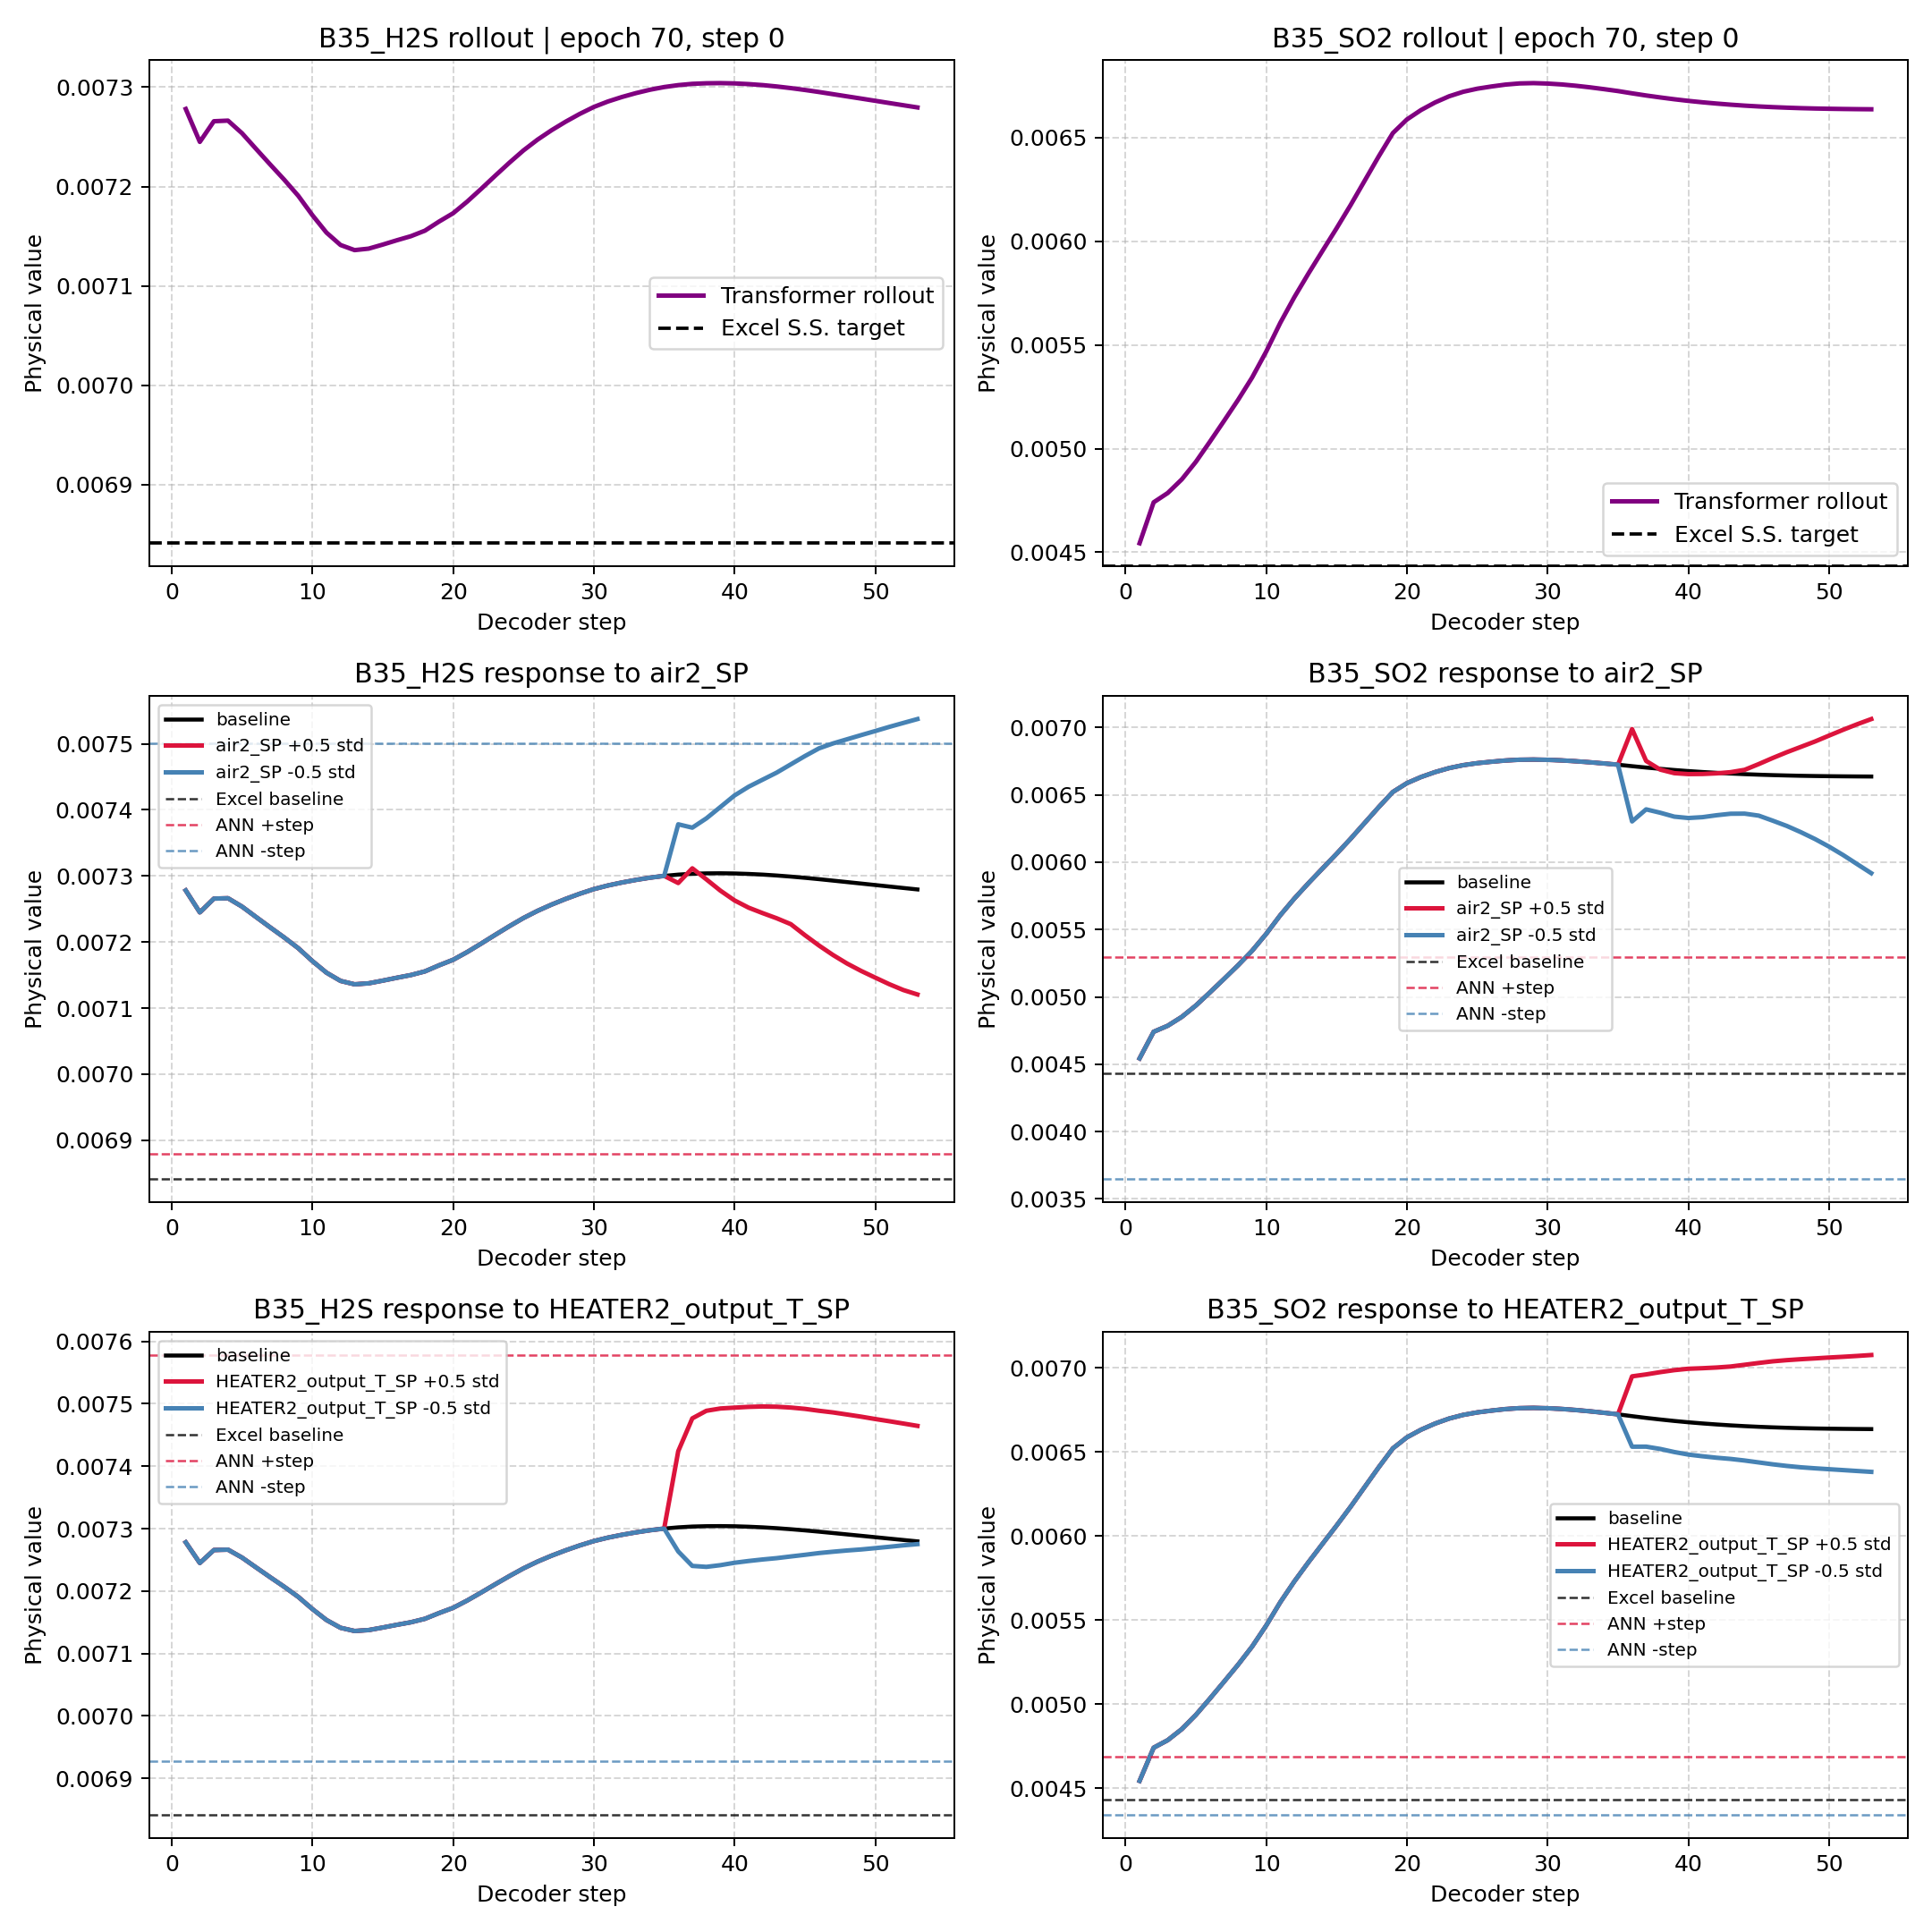 B35_H2S rollout | epoch 70, step 0
Physical value
0.0073
0.0072
0.0071
0.0070
0.0069
Transformer rollout
Excel S.S. target
0 10 20 30 40 50
Decoder step
B35_SO2 rollout | epoch 70, step 0
Physical value
0.0065
0.0060
0.0055
0.0050
0.0045
Transformer rollout
Excel S.S. target
0 10 20 30 40 50
Decoder step
B35_H2S response to air2_SP
Physical value
0.0075
0.0074
0.0073
0.0072
0.0071
0.0070
0.0069
baseline
air2_SP +0.5 std
air2_SP -0.5 std
Excel baseline
ANN +step
ANN -step
0 10 20 30 40 50
Decoder step
B35_SO2 response to air2_SP
Physical value
0.0070
0.0065
0.0060
0.0055
0.0050
0.0045
0.0040
0.0035
baseline
air2_SP +0.5 std
air2_SP -0.5 std
Excel baseline
ANN +step
ANN -step
0 10 20 30 40 50
Decoder step
B35_H2S response to HEATER2_output_T_SP
Physical value
0.0076
0.0075
0.0074
0.0073
0.0072
0.0071
0.0070
0.0069
baseline
HEATER2_output_T_SP +0.5 std
HEATER2_output_T_SP -0.5 std
Excel baseline
ANN +step
ANN -step
0 10 20 30 40 50
Decoder step
B35_SO2 response to HEATER2_output_T_SP
Physical value
0.0070
0.0065
0.0060
0.0055
0.0050
0.0045
baseline
HEATER2_output_T_SP +0.5 std
HEATER2_output_T_SP -0.5 std
Excel baseline
ANN +step
ANN -step
0 10 20 30 40 50
Decoder step